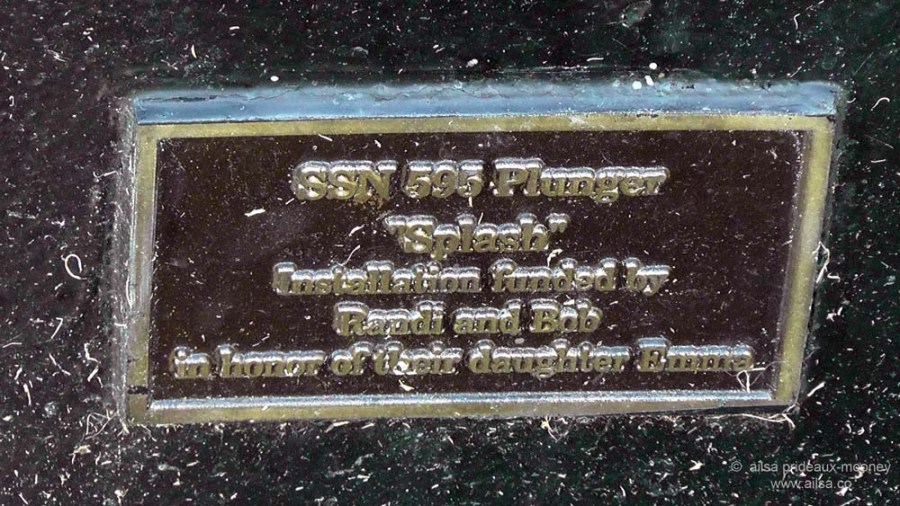 SSN 595 Plunger
"Splash"
Installation funded by
Randi and Bob
in honor of their daughter Emma
© ailsa prideaux-mooney
www.ailsa.co